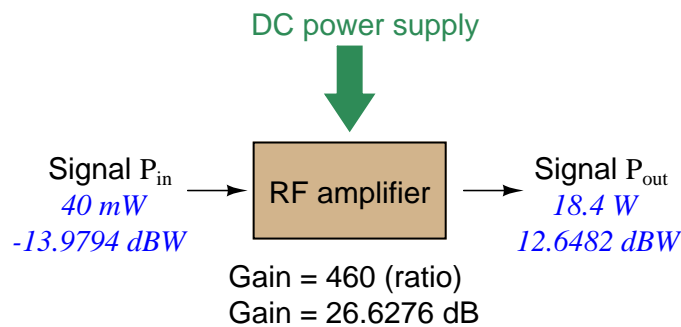 DC power supply
Signal Pin
40 mW
-13.9794 dBW
RF amplifier
Signal Pout
18.4 W
12.6482 dBW
Gain = 460 (ratio)
Gain = 26.6276 dB